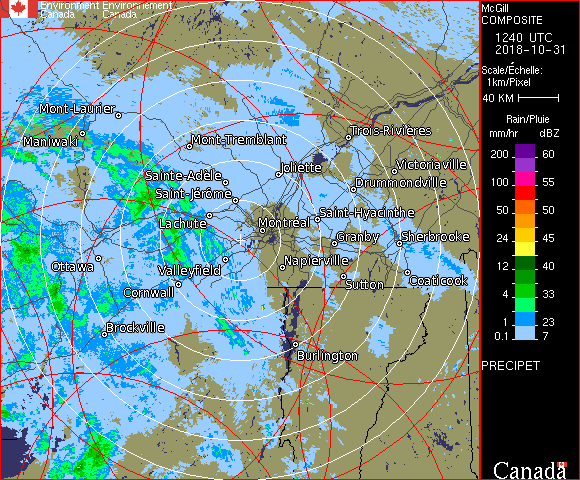 Environment Environnement
Canada Canada
McGill
COMPOSITE
1240 UTC
2018-10-31
Scale/Échelle:
1km/Pixel
40 KM
Rain/Pluie
mm/hr dBZ
200 60
100 55
50 50
24 45
12 40
4 33
1 23
0.1 7
PRECIPET
Mont-Laurier
Maniwaki
Mont-Tremblant
Trois-Rivières
Sainte-Adèle
Joliette
Victoriaville
Saint-Jérôme
Drummondville
Lachute
Montréal
Saint-Hyacinthe
Granby
Sherbrooke
Ottawa
Valleyfield
Napierville
Cornwall
Sutton
Coaticook
Brockville
Burlington
Canada